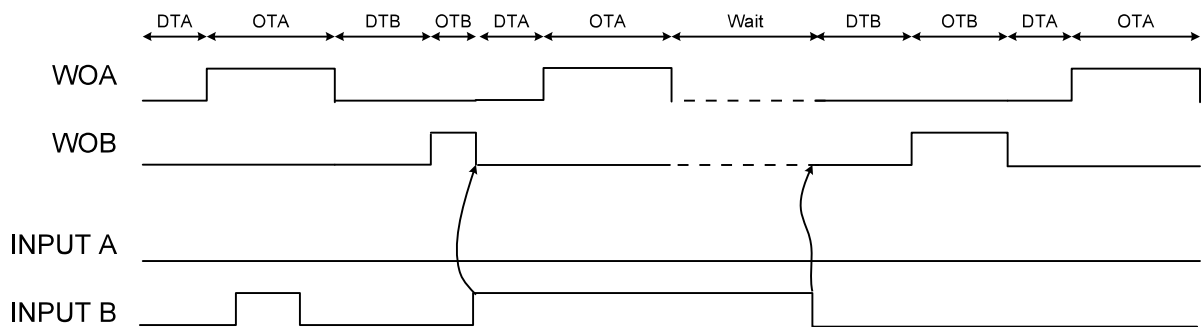 DTA OTA DTB OTB DTA OTA Wait DTB OTB DTA OTA
WOA
WOB
INPUT A
INPUT B